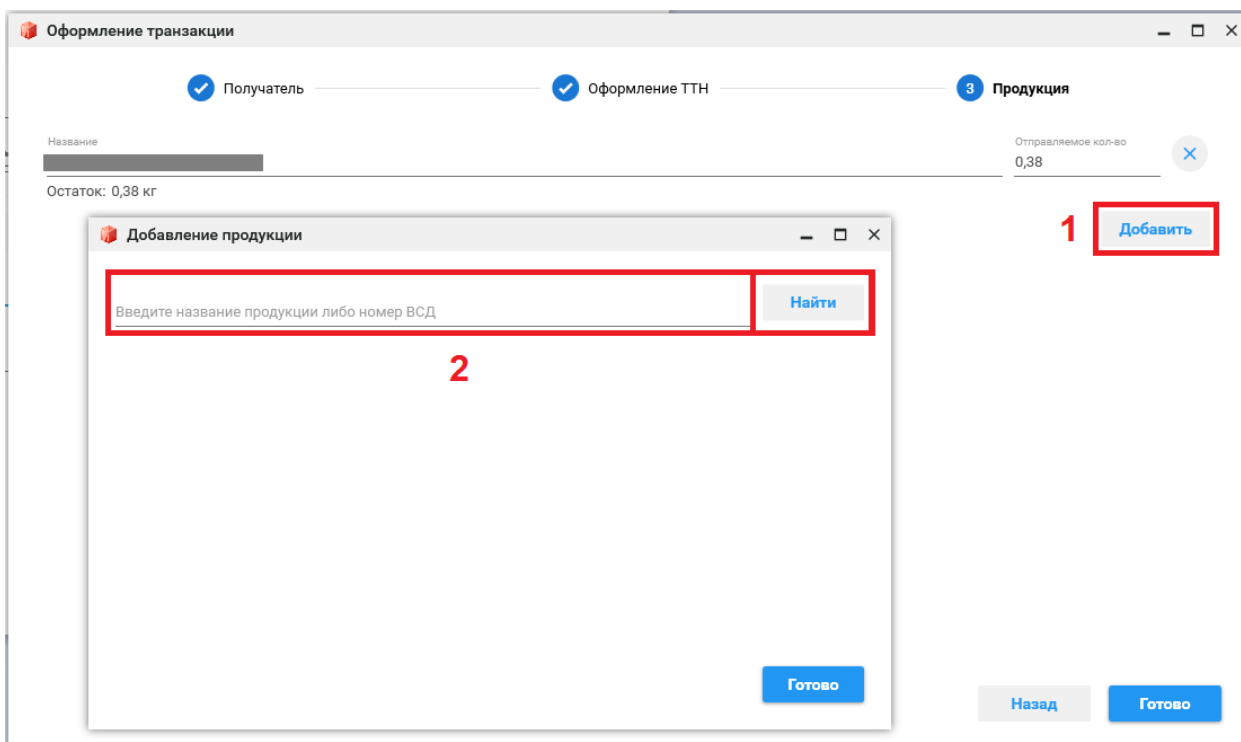 Оформление транзакции
Получатель
Оформление ТТН
3 Продукция
Название
Отправляемое кол-во
0,38
Остаток: 0,38 кг
1
Добавить
Добавление продукции
Введите название продукции либо номер ВСД
Найти
2
Готово
Назад
Готово